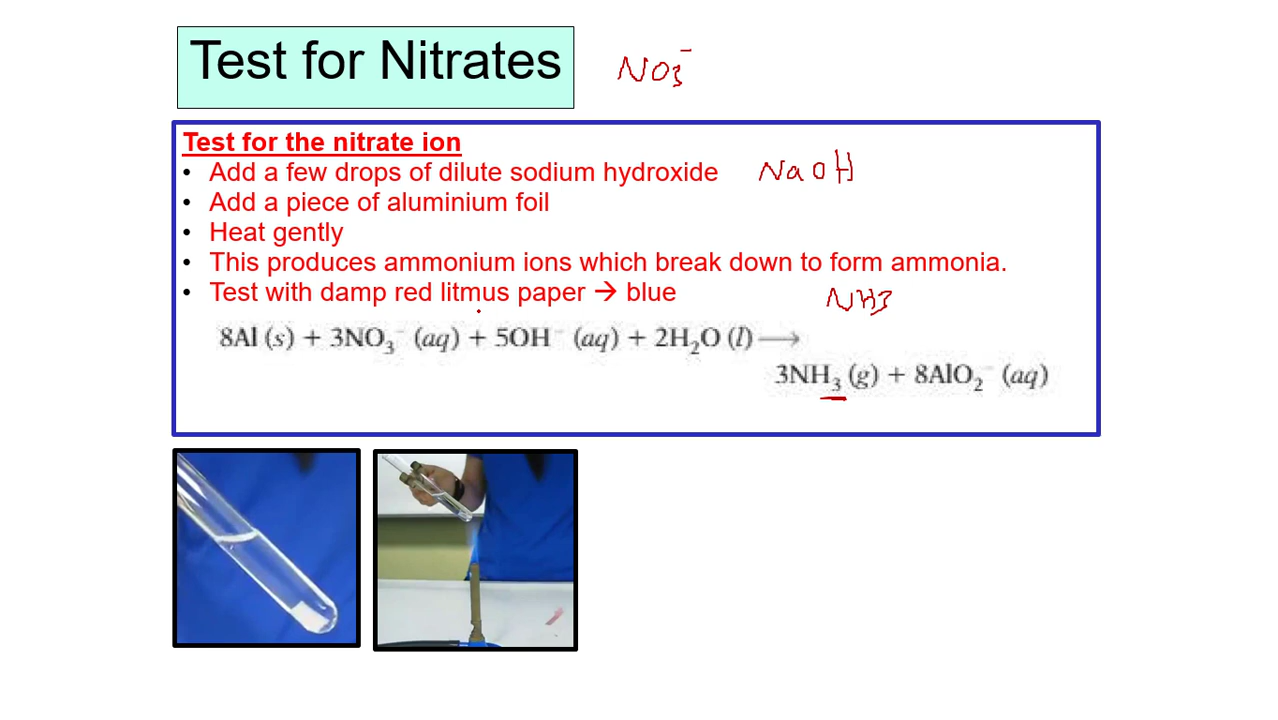 Test for Nitrates NO₃⁻
Test for the nitrate ion
• Add a few drops of dilute sodium hydroxide NaOH
• Add a piece of aluminium foil
• Heat gently
• This produces ammonium ions which break down to form ammonia.
• Test with damp red litmus paper → blue NH3
8Al (s) + 3NO₃⁻ (aq) + 5OH⁻ (aq) + 2H₂O (l) ⟶
3NH₃ (g) + 8AlO₂⁻ (aq)